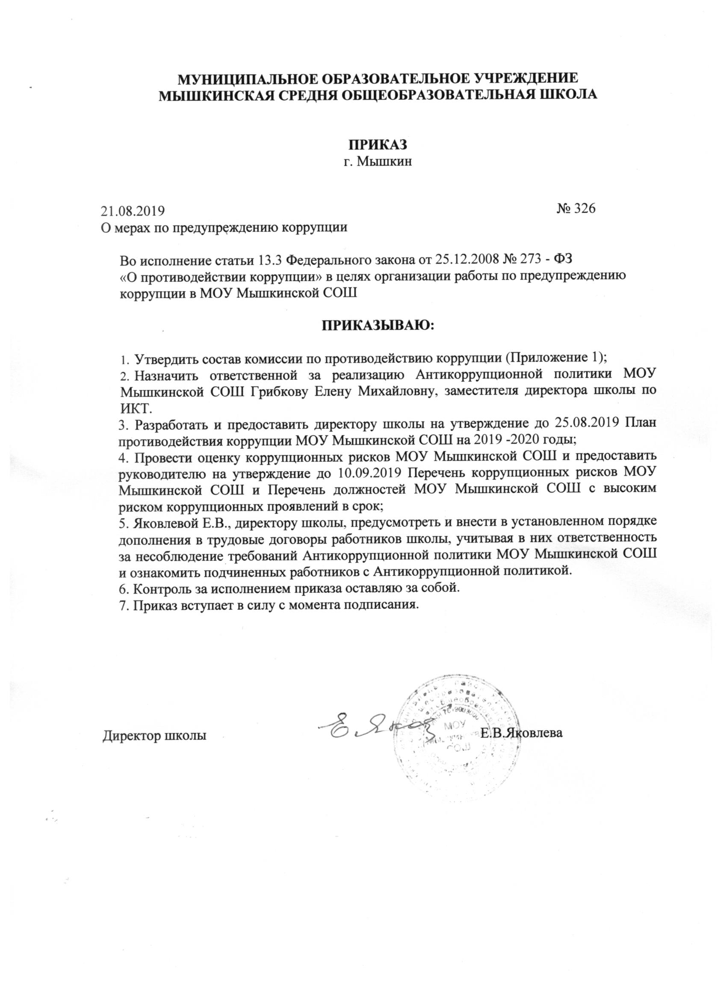 МУНИЦИПАЛЬНОЕ ОБРАЗОВАТЕЛЬНОЕ УЧРЕЖДЕНИЕ
МЫШКИНСКАЯ СРЕДНЯ ОБЩЕОБРАЗОВАТЕЛЬНАЯ ШКОЛА
ПРИКАЗ
г. Мышкин
21.08.2019 № 326
О мерах по предупреждению коррупции
Во исполнение статьи 13.3 Федерального закона от 25.12.2008 № 273 - ФЗ
«О противодействии коррупции» в целях организации работы по предупреждению
коррупции в МОУ Мышкинской СОШ
ПРИКАЗЫВАЮ:
1. Утвердить состав комиссии по противодействию коррупции (Приложение 1);
2. Назначить ответственной за реализацию Антикоррупционной политики МОУ
Мышкинской СОШ Грибкову Елену Михайловну, заместителя директора школы по
ИКТ.
3. Разработать и предоставить директору школы на утверждение до 25.08.2019 План
противодействия коррупции МОУ Мышкинской СОШ на 2019 -2020 годы;
4. Провести оценку коррупционных рисков МОУ Мышкинской СОШ и предоставить
руководителю на утверждение до 10.09.2019 Перечень коррупционных рисков МОУ
Мышкинской СОШ и Перечень должностей МОУ Мышкинской СОШ с высоким
риском коррупционных проявлений в срок;
5. Яковлевой Е.В., директору школы, предусмотреть и внести в установленном порядке
дополнения в трудовые договоры работников школы, учитывая в них ответственность
за несоблюдение требований Антикоррупционной политики МОУ Мышкинской СОШ
и ознакомить подчиненных работников с Антикоррупционной политикой.
6. Контроль за исполнением приказа оставляю за собой.
7. Приказ вступает в силу с момента подписания.
Директор школы Е.В.Яковлева
МОУ
СОШ